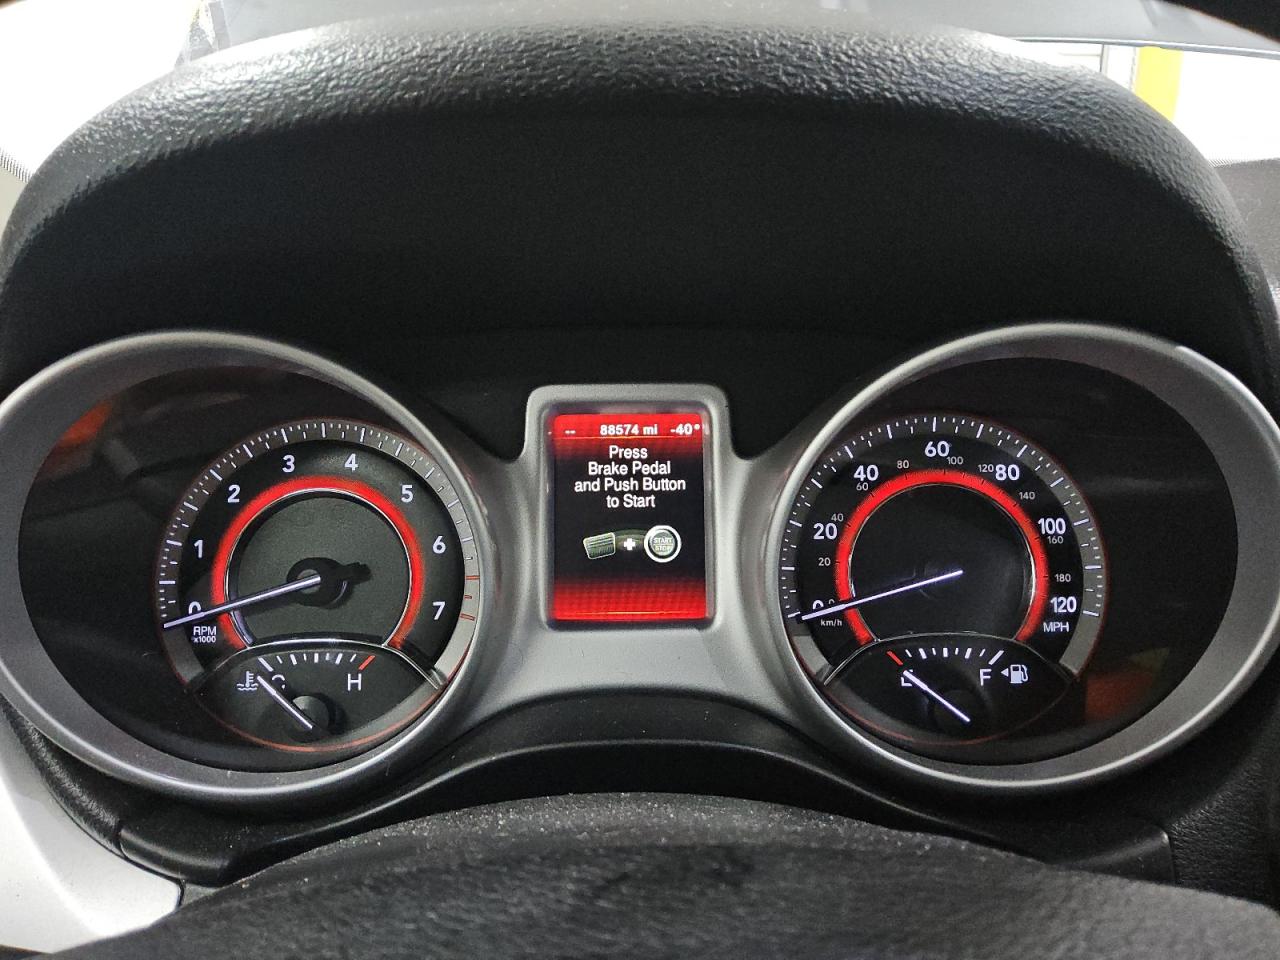 -- 88574 mi -40°
Press
Brake Pedal
and Push Button
to Start
START
STOP
0 1 2 3 4 5 6 7
RPM
x1000
C H
0 20 40 60 80 100 120
MPH
0 20 40 60 80 100 120 140 160 180
km/h
E F